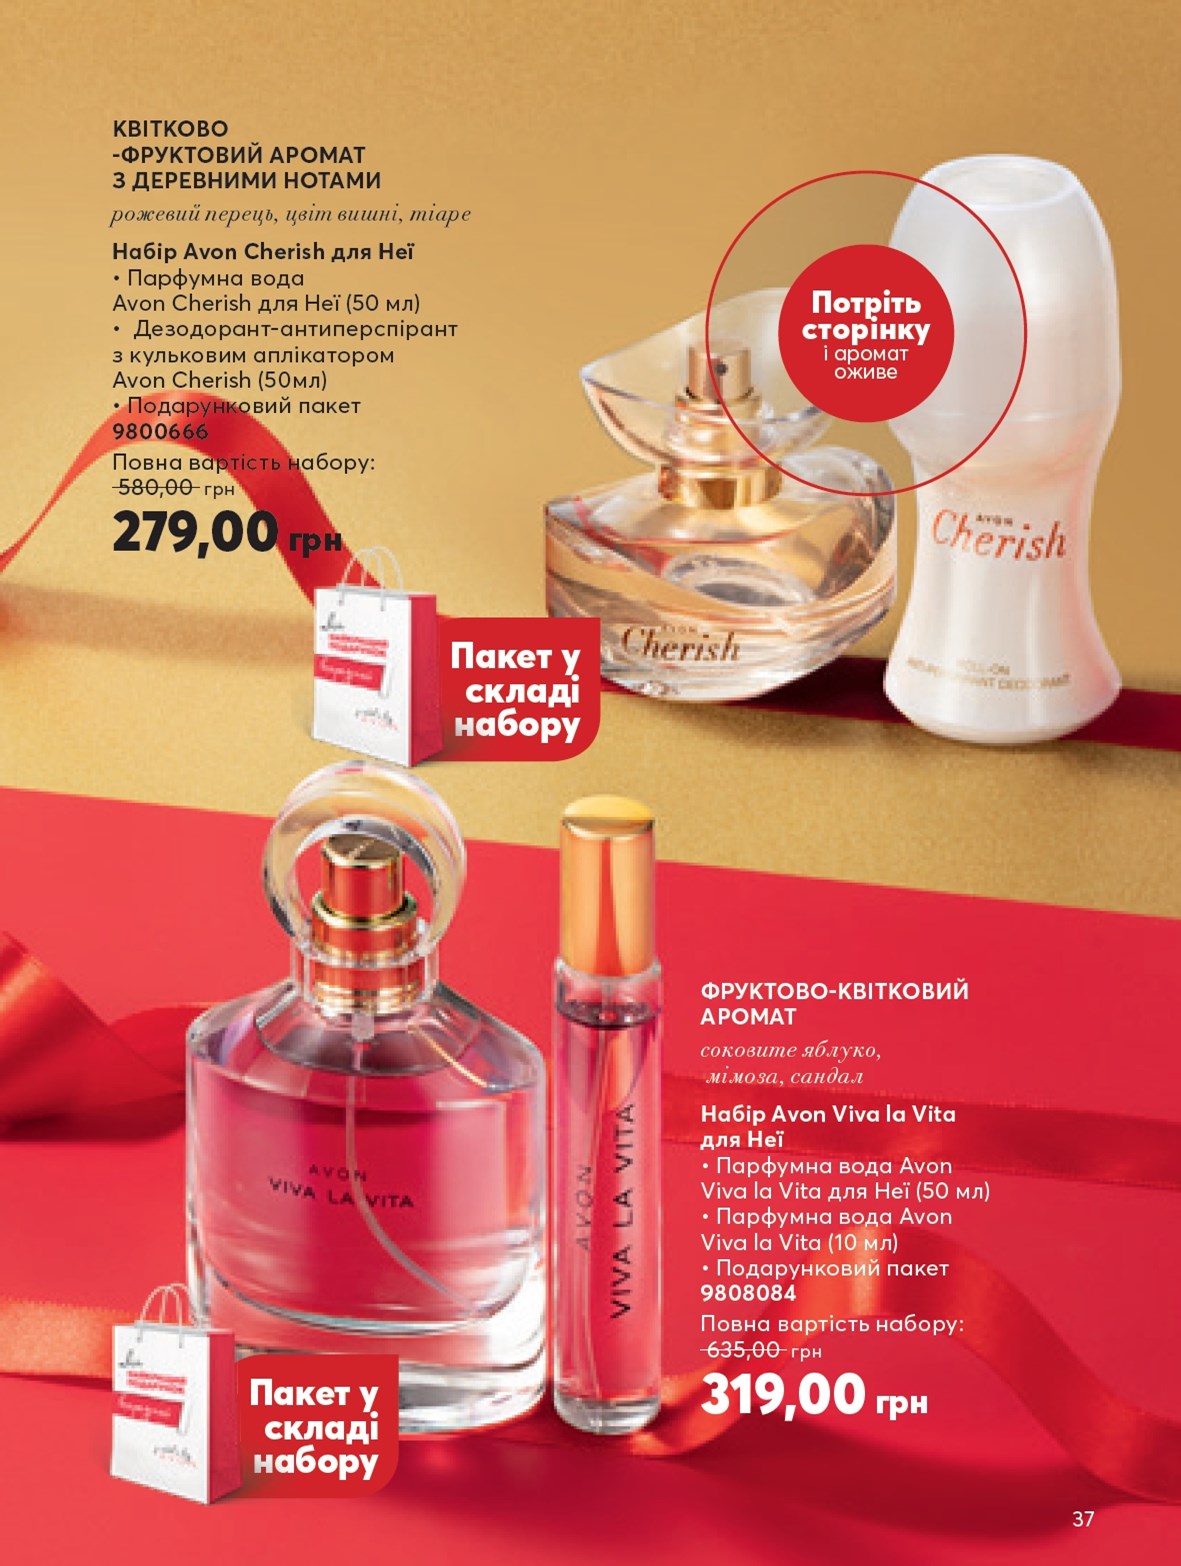 КВІТКОВО
-ФРУКТОВИЙ АРОМАТ
З ДЕРЕВНИМИ НОТАМИ
рожевий перець, цвіт вишні, тіаре
Набір Avon Cherish для Неї
• Парфумна вода
Avon Cherish для Неї (50 мл)
• Дезодорант-антиперспірант
з кульковим аплікатором
Avon Cherish (50мл)
• Подарунковий пакет
9800666
Повна вартість набору:
580,00 грн
279,00 грн
Потріть
сторінку
і аромат
оживе
AVON
Cherish
AVON
Cherish
ROLL-ON
ANTI-PERSPIRANT DEODORANT
НАЙКРАЩИЙ
ПОДАРУНОК
Пакет у
складі
набору
AVON
VIVA LA VITA
AVON
VIVA LA VITA
ФРУКТОВО-КВІТКОВИЙ
АРОМАТ
соковите яблуко,
мімоза, сандал
Набір Avon Viva la Vita
для Неї
• Парфумна вода Avon
Viva la Vita для Неї (50 мл)
• Парфумна вода Avon
Viva la Vita (10 мл)
• Подарунковий пакет
9808084
Повна вартість набору:
635,00 грн
319,00 грн
НАЙКРАЩИЙ
ПОДАРУНОК
Пакет у
складі
набору
37